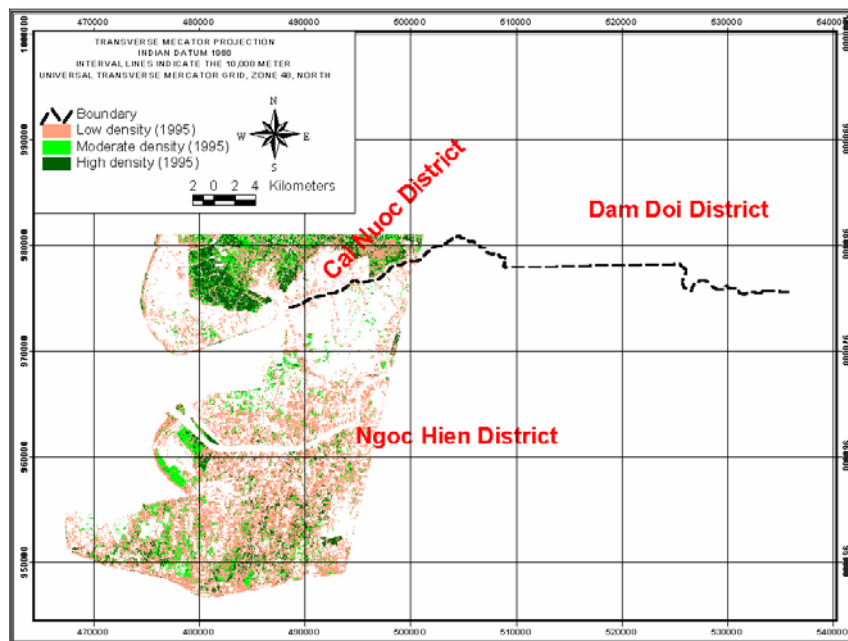 470000 480000 490000 500000 510000 520000 530000 540000
TRANSVERSE MECATOR PROJECTION
INDIAN DATUM 1960
INTERVAL LINES INDICATE THE 10,000 METER
UNIVERSAL TRANSVERSE MERCATOR GRID, ZONE 48, NORTH
Boundary
Low density (1995)
Moderate density (1995)
High density (1995)
N
W E
S
2 0 2 4 Kilometers
Cai Nuoc District
Dam Doi District
Ngoc Hien District
1000000
990000
980000
970000
960000
950000
470000 480000 490000 500000 510000 520000 530000 540000